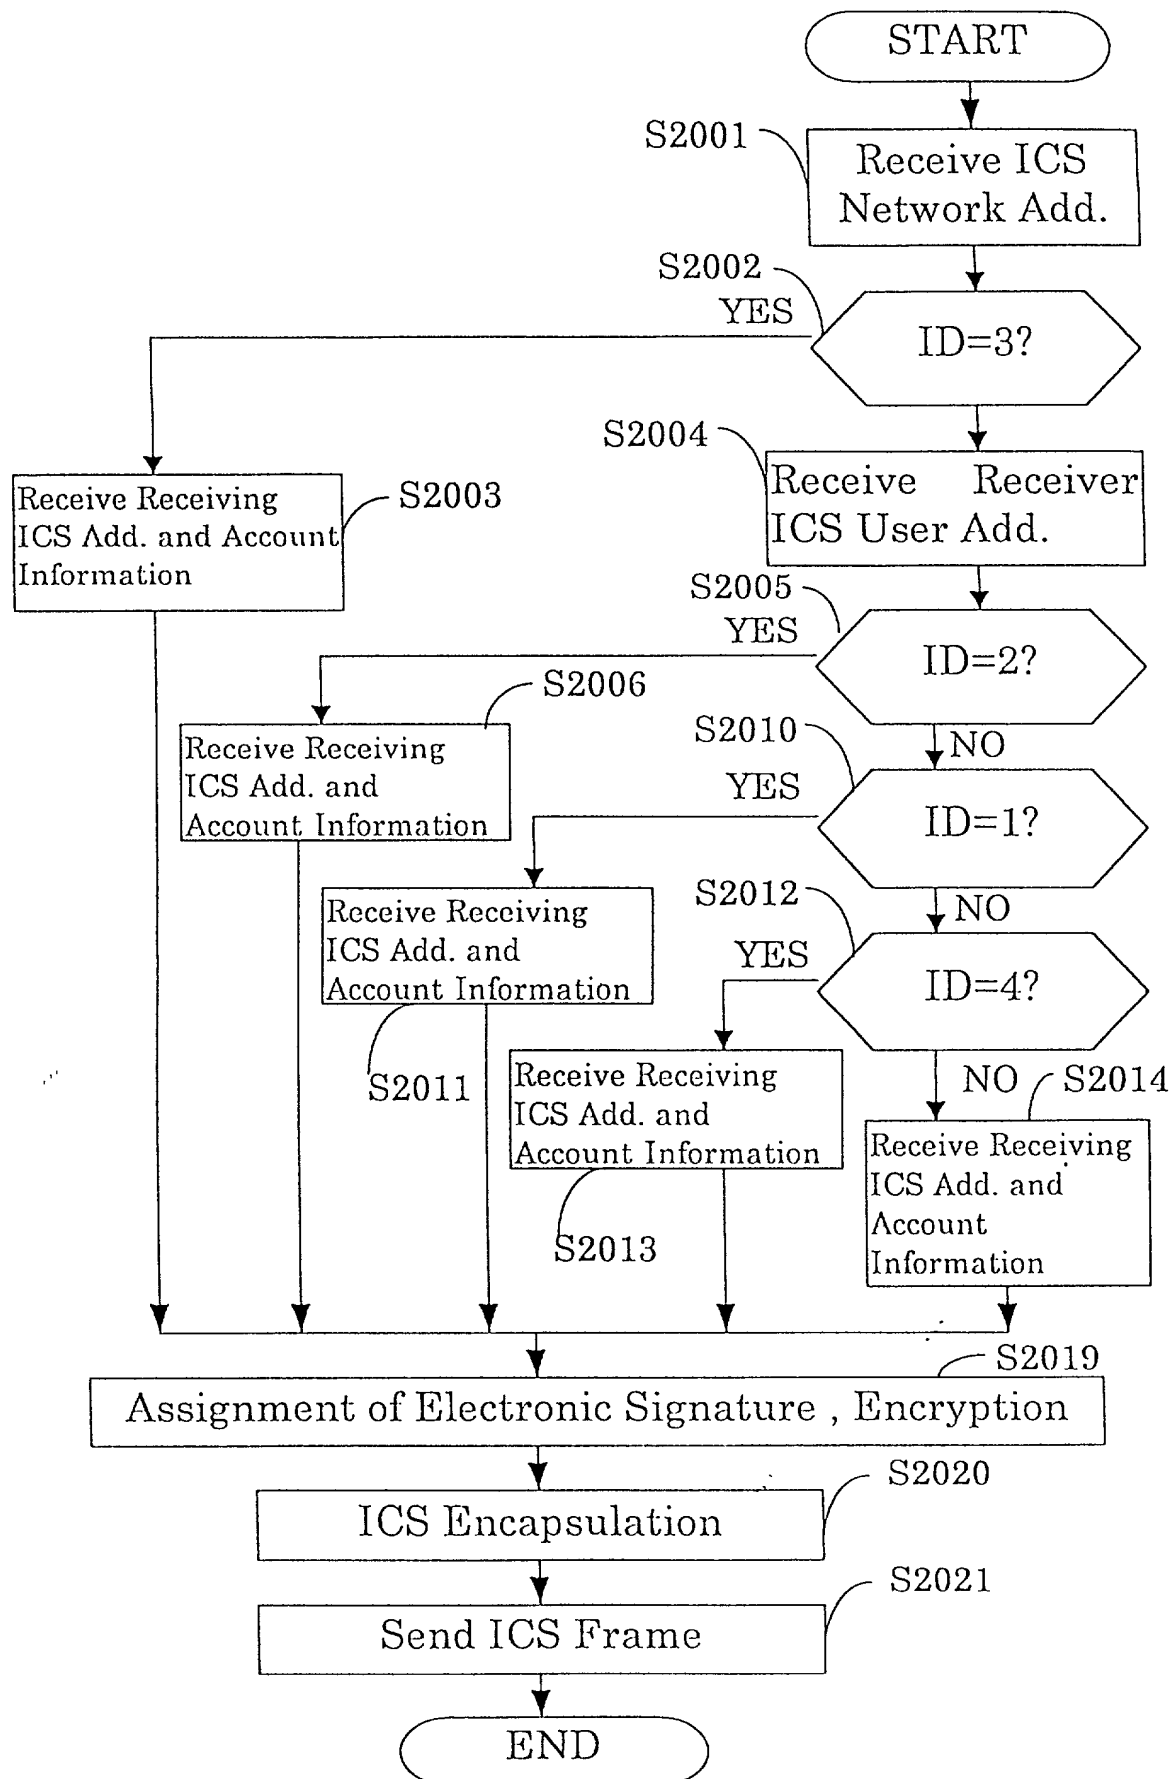 START
S2001
Receive ICS
Network Add.
S2002
YES
ID=3?
S2004
Receive Receiver
ICS User Add.
S2003
Receive Receiving
ICS Add. and Account
Information
S2005
YES
ID=2?
NO
S2006
Receive Receiving
ICS Add. and
Account Information
S2010
YES
ID=1?
NO
Receive Receiving
ICS Add. and
Account Information
S2011
S2012
YES
ID=4?
NO
S2014
Receive Receiving
ICS Add. and
Account Information
S2013
Receive Receiving
ICS Add. and
Account
Information
S2019
Assignment of Electronic Signature , Encryption
S2020
ICS Encapsulation
S2021
Send ICS Frame
END